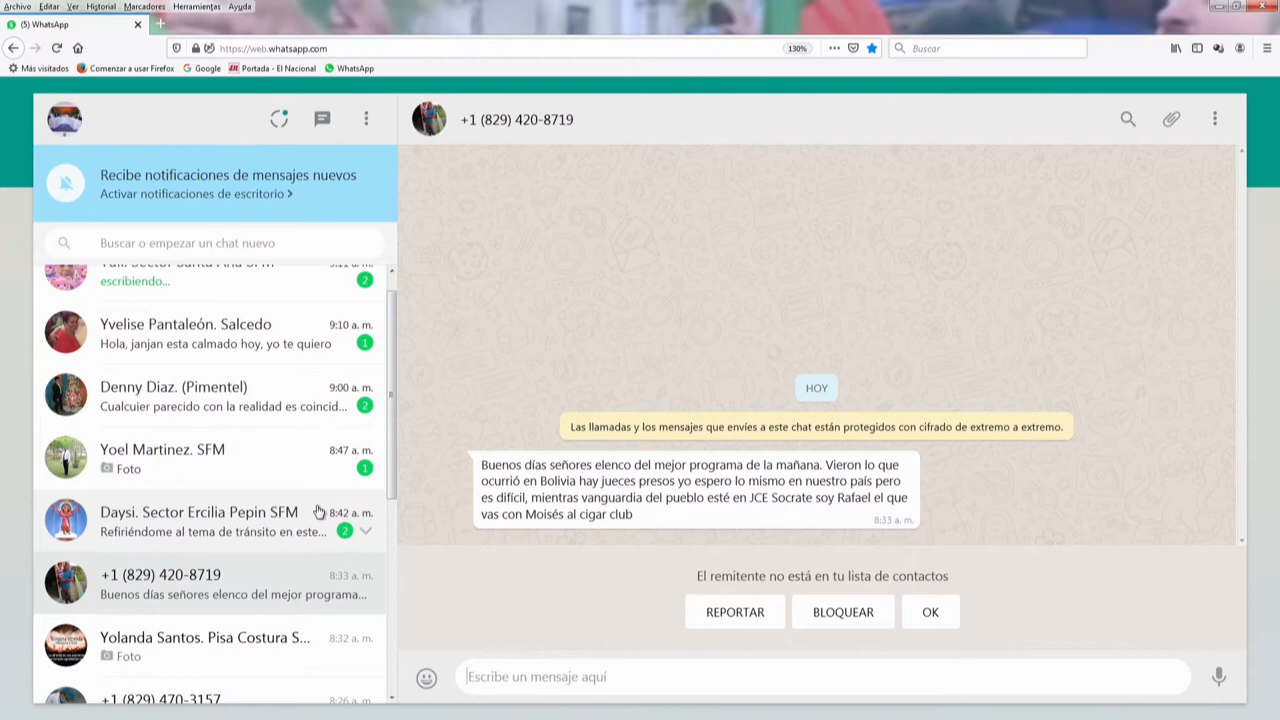 Archivo Editar Ver Historial Marcadores Herramientas Ayuda
(5) WhatsApp
https://web.whatsapp.com
130%
Buscar
Más visitados
Comenzar a usar Firefox
Google
Portada - El Nacional
WhatsApp
+1 (829) 420-8719
Recibe notificaciones de mensajes nuevos
Activar notificaciones de escritorio >
Buscar o empezar un chat nuevo
escribiendo...
2
Yvelise Pantaleón. Salcedo
9:10 a. m.
Hola, janjan esta calmado hoy, yo te quiero
1
Denny Diaz. (Pimentel)
9:00 a. m.
Cualcuier parecido con la realidad es coincid...
2
Yoel Martinez. SFM
8:47 a. m.
Foto
1
Daysi. Sector Ercilia Pepin SFM
8:42 a. m.
Refiriéndome al tema de tránsito en este...
2
+1 (829) 420-8719
8:33 a. m.
Buenos días señores elenco del mejor programa...
Yolanda Santos. Pisa Costura S...
8:32 a. m.
Foto
+1 (829) 470-3157
8:26 a. m.
HOY
Las llamadas y los mensajes que envíes a este chat están protegidos con cifrado de extremo a extremo.
Buenos días señores elenco del mejor programa de la mañana. Vieron lo que
ocurrió en Bolivia hay jueces presos yo espero lo mismo en nuestro país pero
es difícil, mientras vanguardia del pueblo esté en JCE Socrate soy Rafael el que
vas con Moisés al cigar club
8:33 a. m.
El remitente no está en tu lista de contactos
REPORTAR
BLOQUEAR
OK
Escribe un mensaje aquí